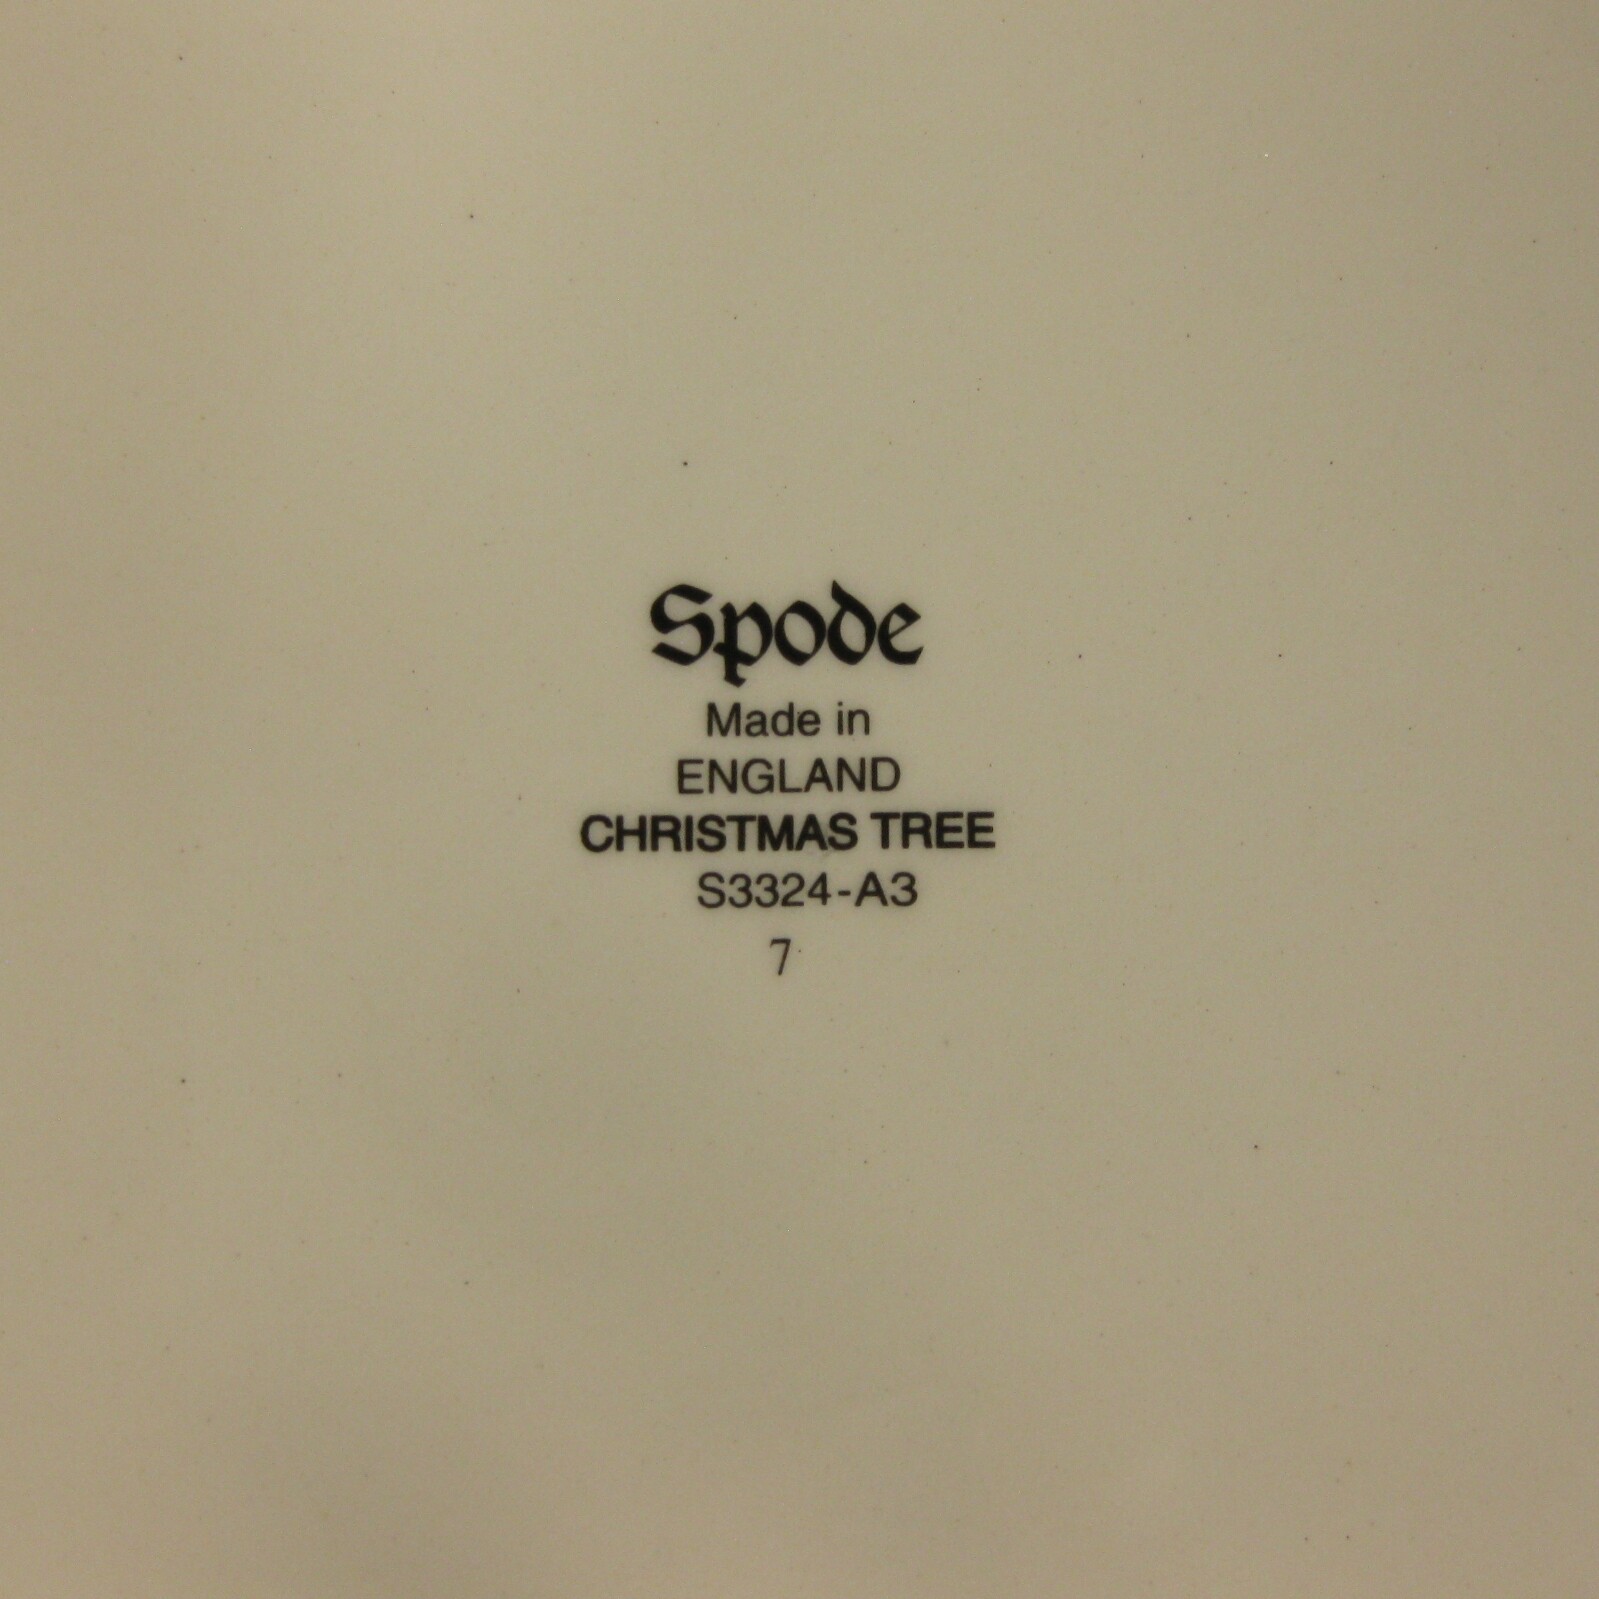 Spode
Made in
ENGLAND
CHRISTMAS TREE
S3324-A3
7